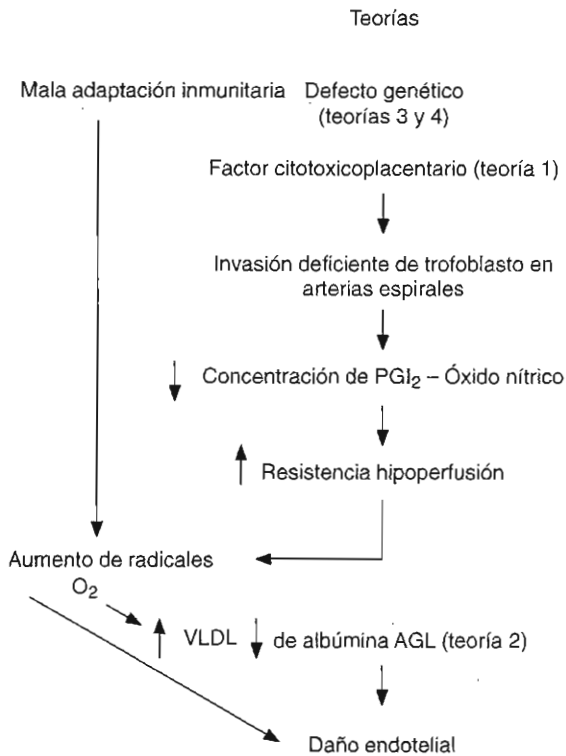 Teorías
Mala adaptación inmunitaria Defecto genético
(teorías 3 y 4)
Factor citotoxicoplacentario (teoría 1)
Invasión deficiente de trofoblasto en
arterias espirales
Concentración de PGI₂ – Óxido nítrico
Resistencia hipoperfusión
Aumento de radicales
O₂
VLDL de albúmina AGL (teoría 2)
Daño endotelial